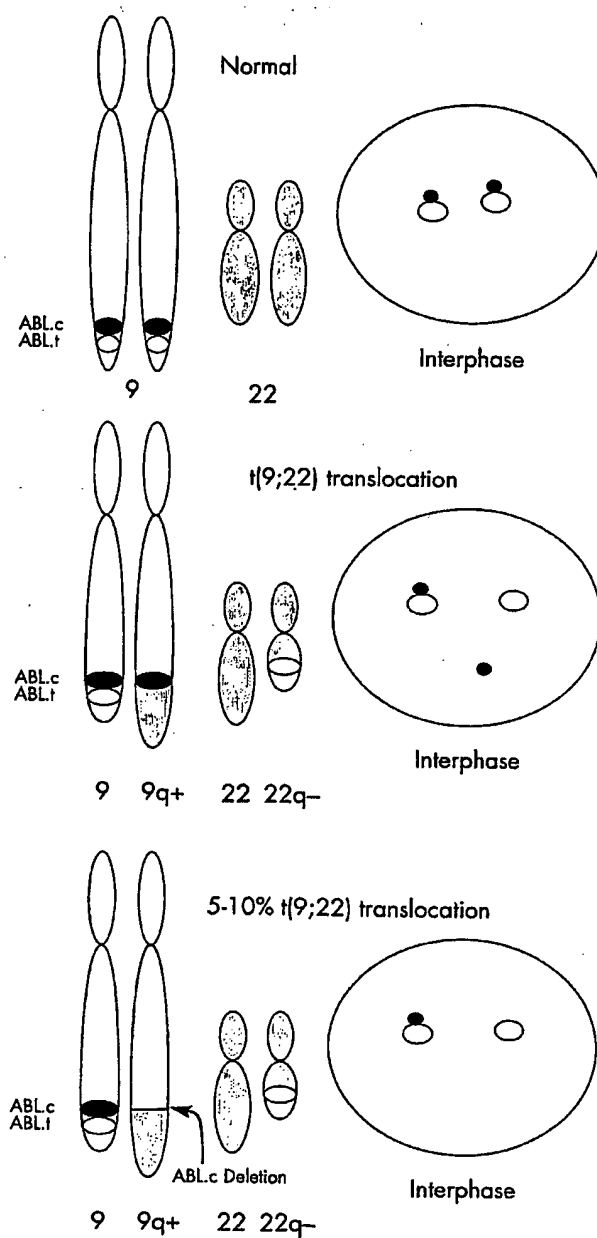 Normal
ABL.c
ABL.t
Interphase
9 22
t(9;22) translocation
ABL.c
ABL.t
Interphase
9 9q+ 22 22q–
5-10% t(9;22) translocation
ABL.c
ABL.t
ABL.c Deletion
Interphase
9 9q+ 22 22q–